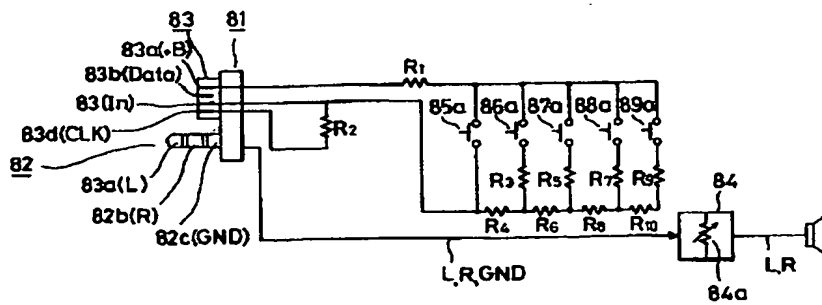 83 81
83a(+B)
83b(Data)
83(In)
83d(CLK)
82
83a(L)
82b(R)
82c(GND)
R1
R2
85a 86a 87a 88a 89a
R3 R5 R7 R9
R4 R6 R8 R10
84
L,R,GND
L,R
84a